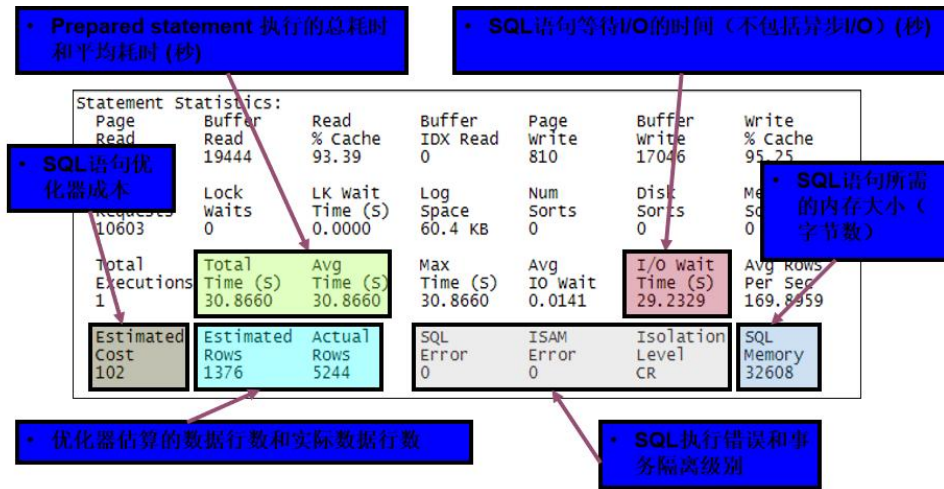 • Prepared statement 执行的总耗时
和平均耗时 (秒)
• SQL语句等待I/O的时间（不包括异步I/O）(秒)
Statement Statistics:
Page Buffer Read Buffer Page Buffer Write
Read Read % Cache IDX Read Write Write % Cache
19444 93.39 0 810 17046 95.25
• SQL语句优
化器成本
• SQL语句所需
的内存大小（
字节数）
Lock LK Wait Log Num Disk
Requests Waits Time (S) Space Sorts Sorts
10603 0 0.0000 60.4 KB 0 0 0
Total Total Avg Max Avg I/O Wait Avg Rows
Executions Time (S) Time (S) Time (S) IO Wait Time (S) Per Sec
1 30.8660 30.8660 30.8660 0.0141 29.2329 169.8959
Estimated Estimated Actual SQL ISAM Isolation SQL
Cost Rows Rows Error Error Level Memory
102 1376 5244 0 0 CR 32608
• 优化器估算的数据行数和实际数据行数
• SQL执行错误和事
务隔离级别